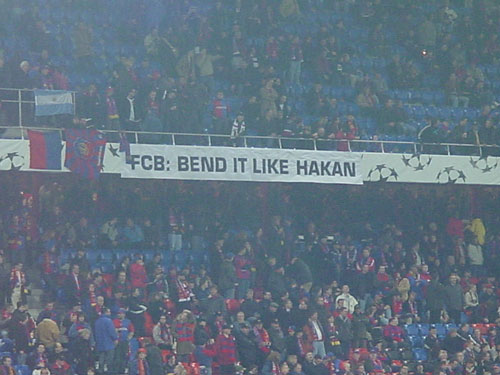 FCB: BEND IT LIKE HAKAN